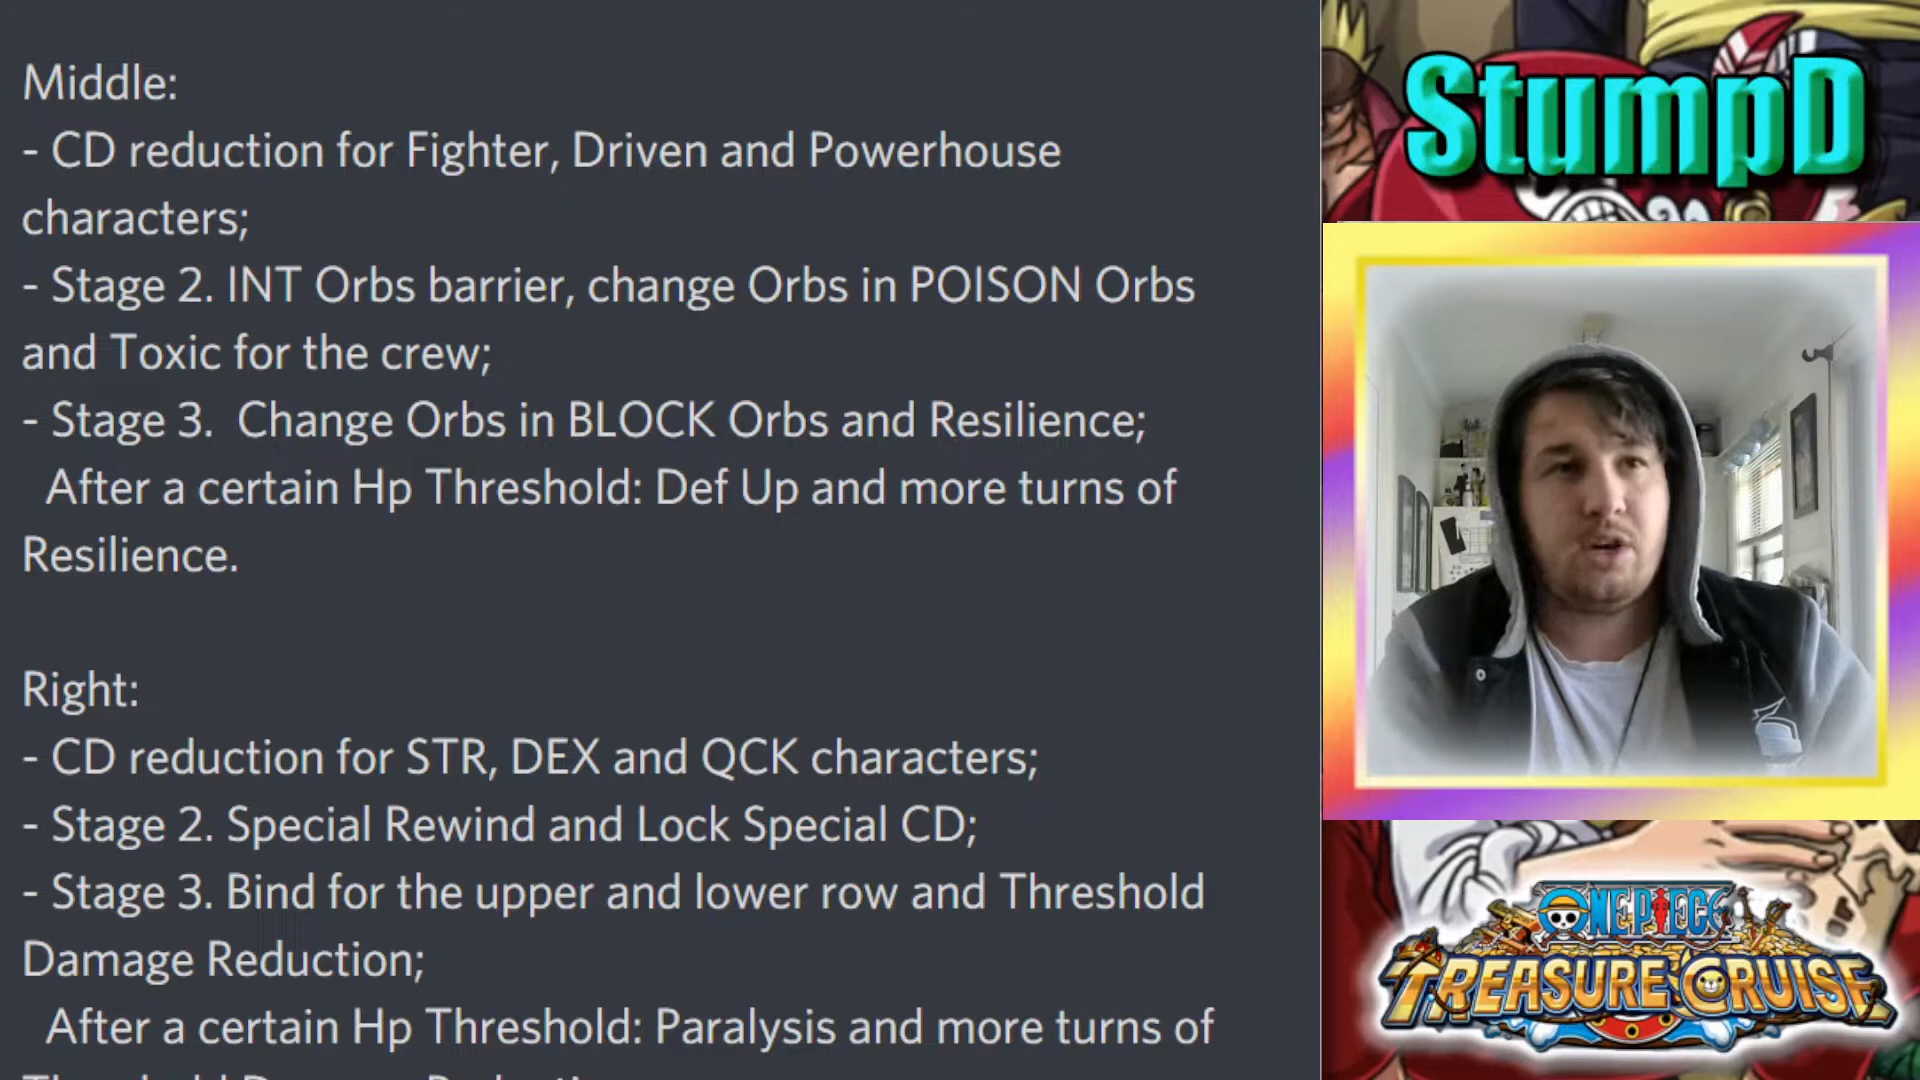 Middle:
- CD reduction for Fighter, Driven and Powerhouse
characters;
- Stage 2. INT Orbs barrier, change Orbs in POISON Orbs
and Toxic for the crew;
- Stage 3.  Change Orbs in BLOCK Orbs and Resilience;
After a certain Hp Threshold: Def Up and more turns of
Resilience.
Right:
- CD reduction for STR, DEX and QCK characters;
- Stage 2. Special Rewind and Lock Special CD;
- Stage 3. Bind for the upper and lower row and Threshold
Damage Reduction;
After a certain Hp Threshold: Paralysis and more turns of
StumpD
ONE PIECE
TREASURE CRUISE